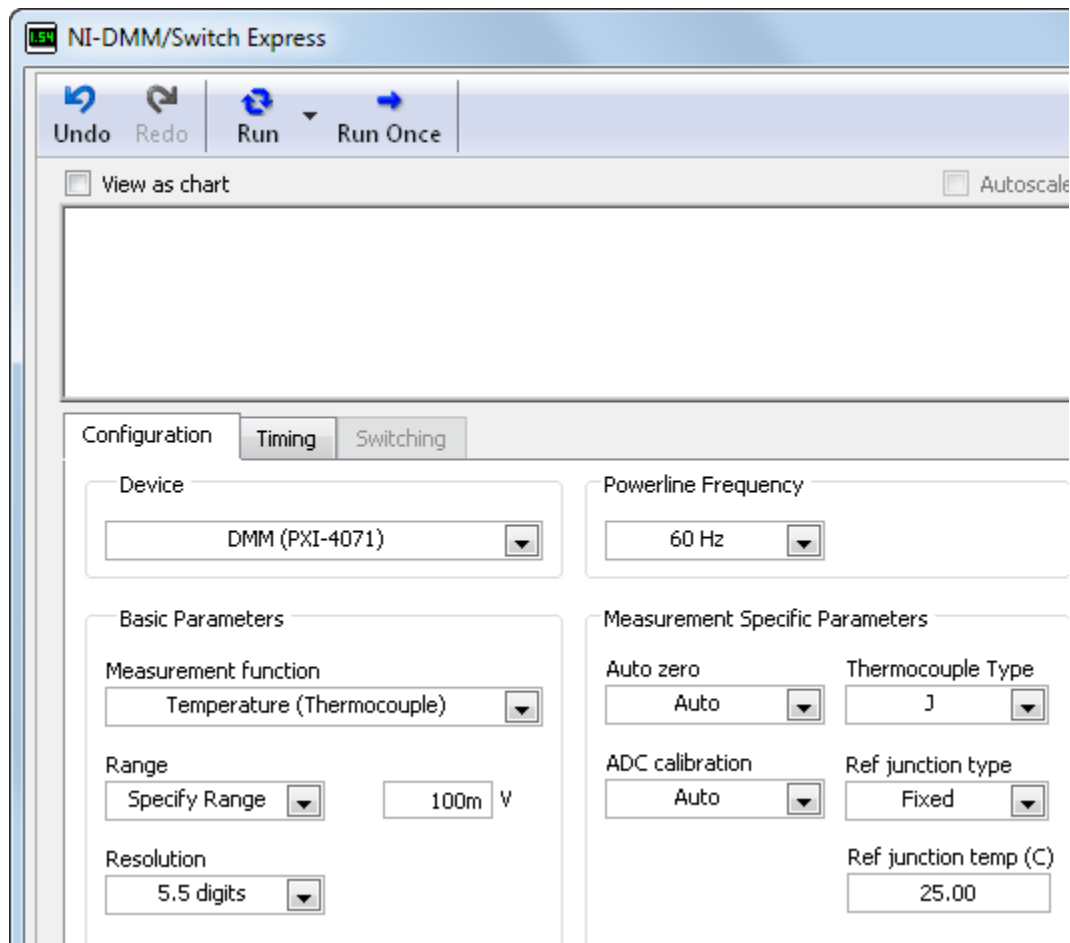 1.54 NI-DMM/Switch Express
Undo Redo Run Run Once
View as chart Autoscale
Configuration Timing Switching
Device Powerline Frequency
DMM (PXI-4071) 60 Hz
Basic Parameters Measurement Specific Parameters
Measurement function Auto zero Thermocouple Type
Temperature (Thermocouple) Auto J
Range ADC calibration Ref junction type
Specify Range 100m V Auto Fixed
Resolution Ref junction temp (C)
5.5 digits 25.00